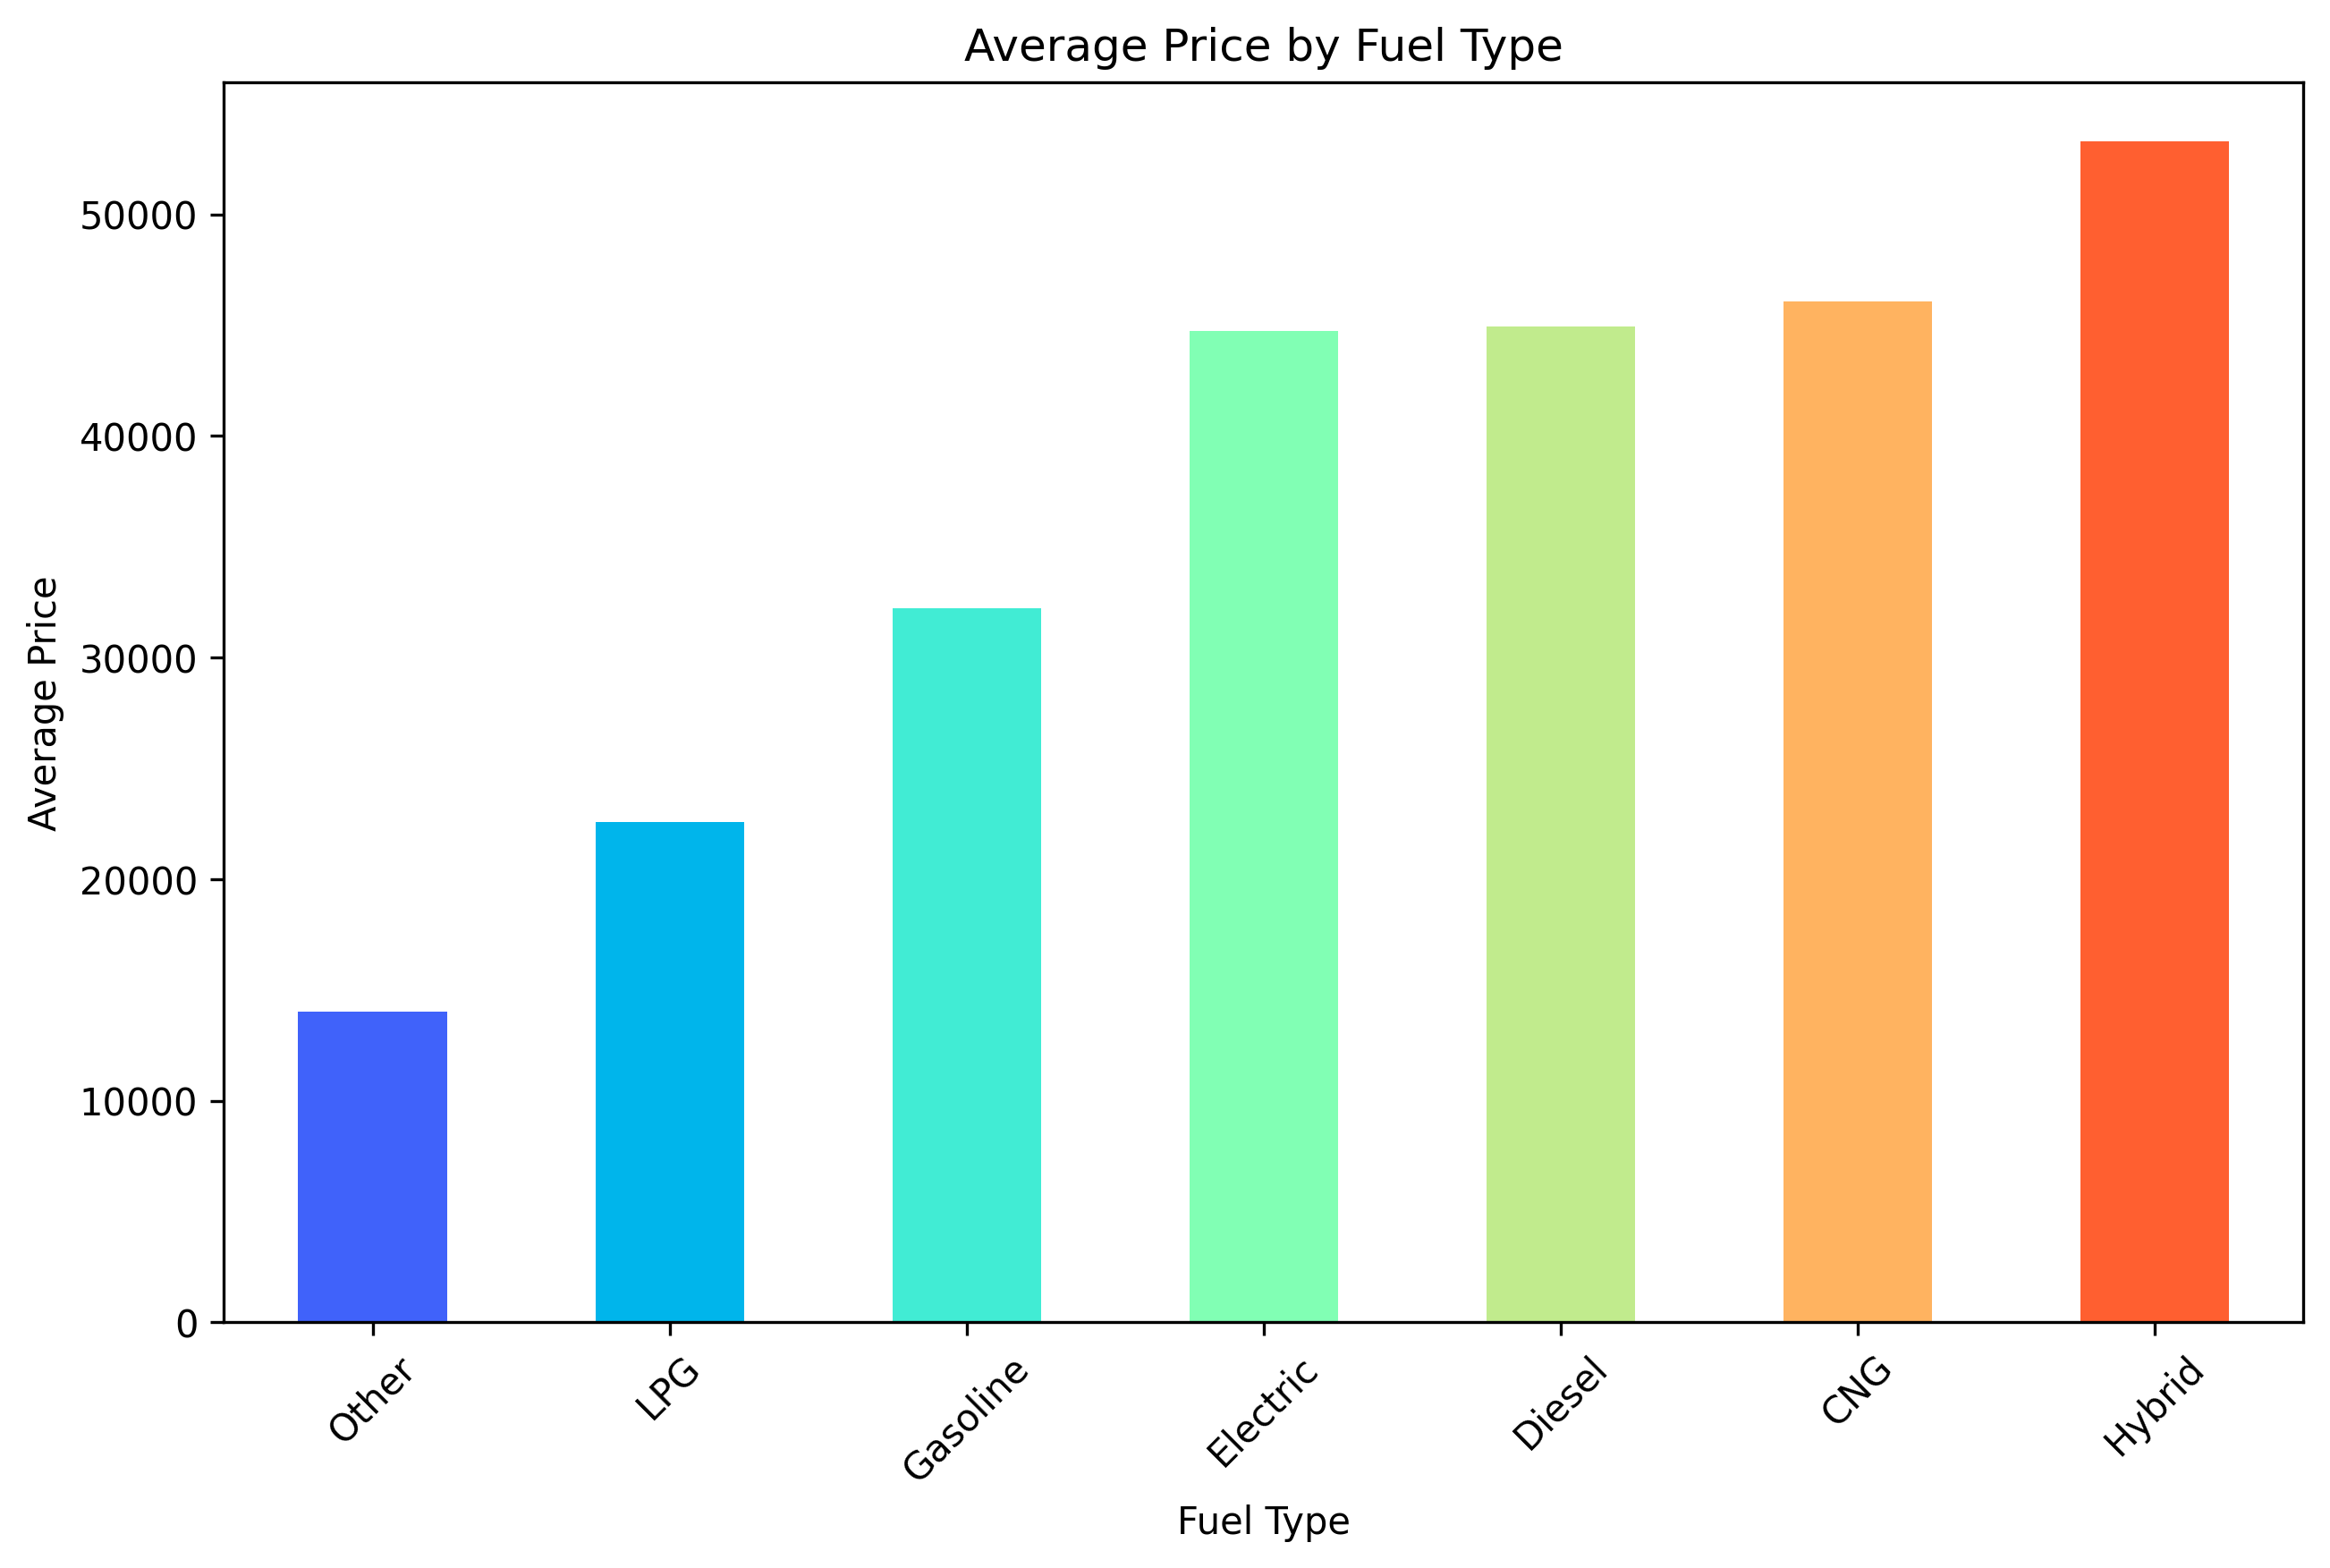 Average Price by Fuel Type
Average Price
50000
40000
30000
20000
10000
0
Other
LPG
Gasoline
Electric
Diesel
CNG
Hybrid
Fuel Type